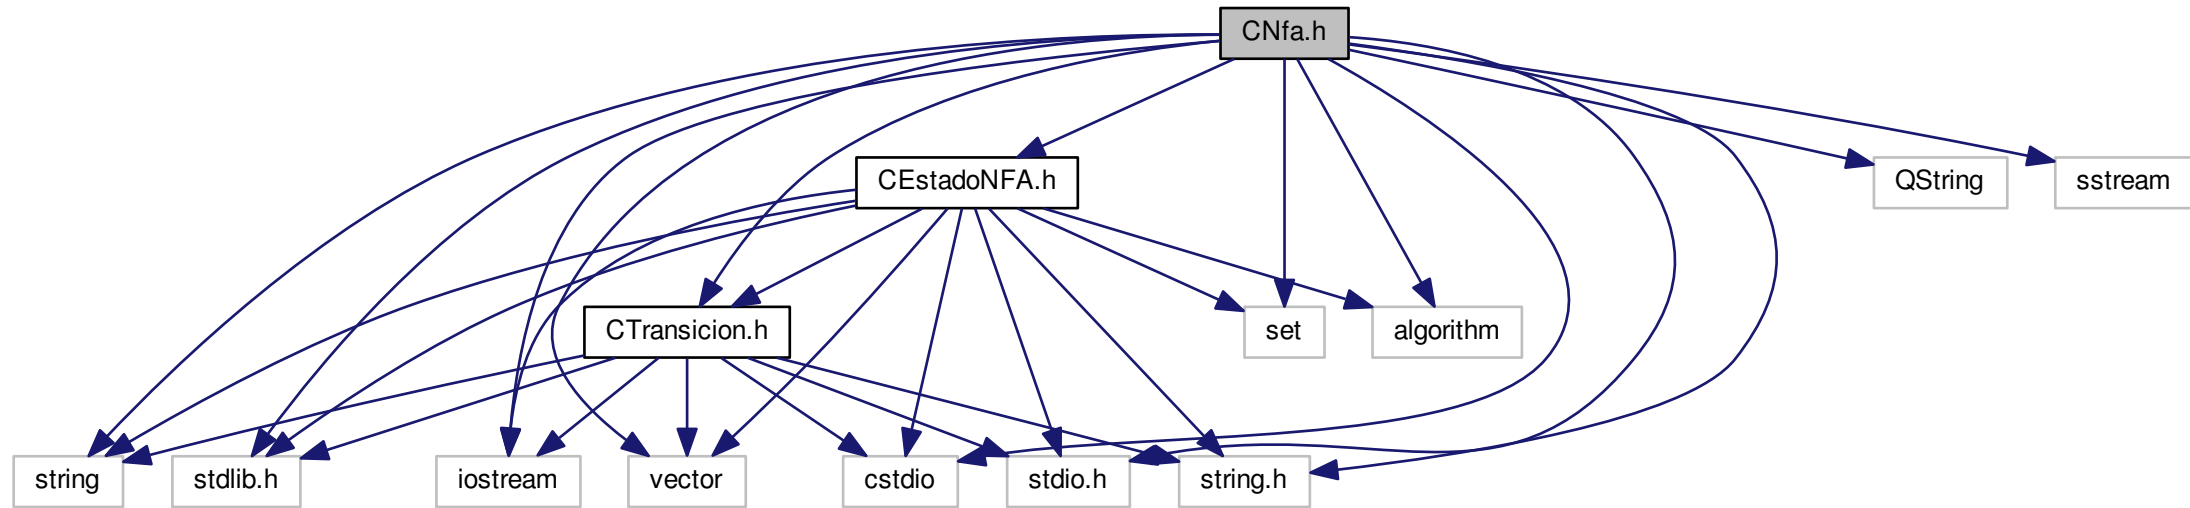 CNfa.h
CEstadoNFA.h
QString
sstream
CTransicion.h
set
algorithm
string
stdlib.h
iostream
vector
cstdio
stdio.h
string.h